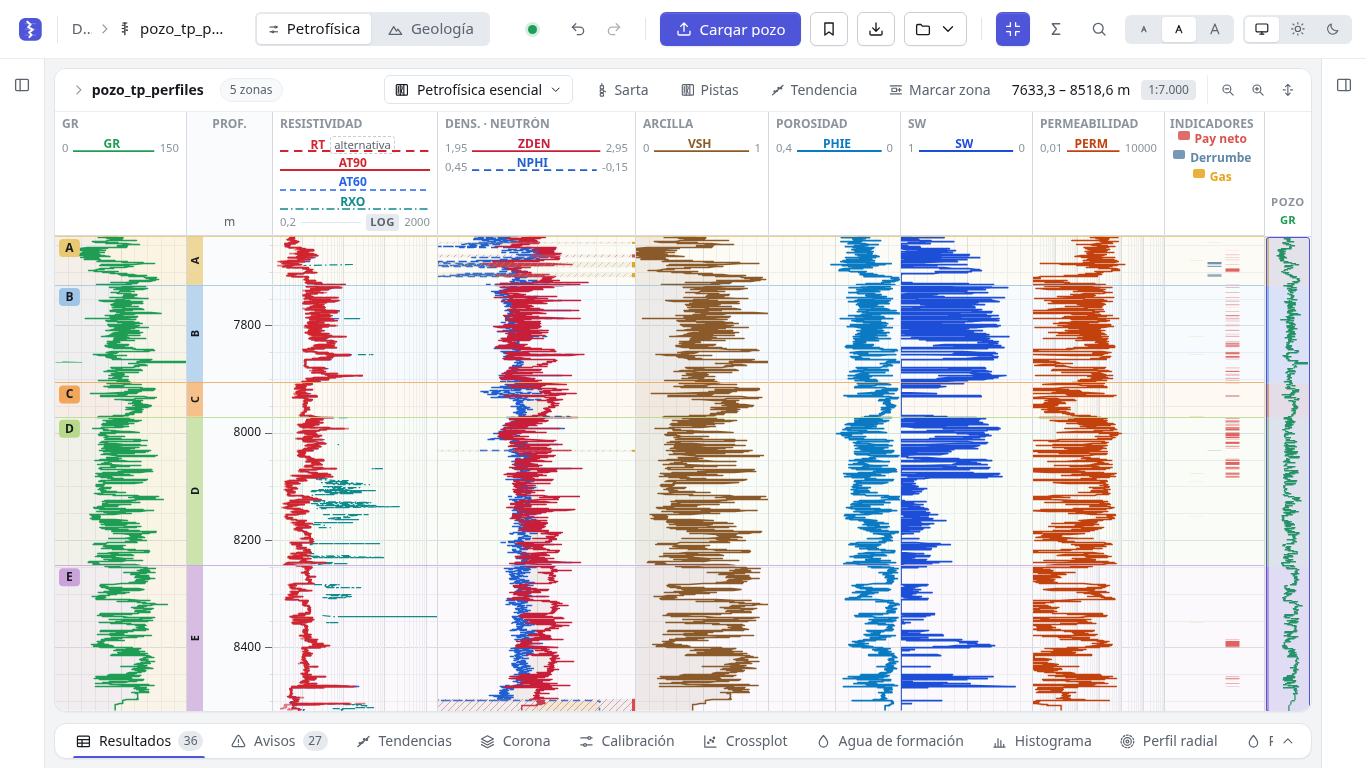 D..
pozo_tp_p...
Petrofísica
Geología
Cargar pozo
Σ
A
A
A
pozo_tp_perfiles
5 zonas
Petrofísica esencial
Sarta
Pistas
Tendencia
Marcar zona
7633,3 – 8518,6 m
1:7.000
GR
PROF.
RESISTIVIDAD
DENS. · NEUTRÓN
ARCILLA
POROSIDAD
SW
PERMEABILIDAD
INDICADORES
0 GR 150
RT alternativa
AT90
AT60
RXO
0,2 LOG 2000
1,95 ZDEN 2,95
0,45 NPHI -0,15
0 VSH 1
0,4 PHIE 0
1 SW 0
0,01 PERM 10000
Pay neto
Derrumbe
Gas
POZO
GR
m
A
A
B
7800
B
C
C
D
8000
D
8200
E
E
8400
Resultados 36
Avisos 27
Tendencias
Corona
Calibración
Crossplot
Agua de formación
Histograma
Perfil radial